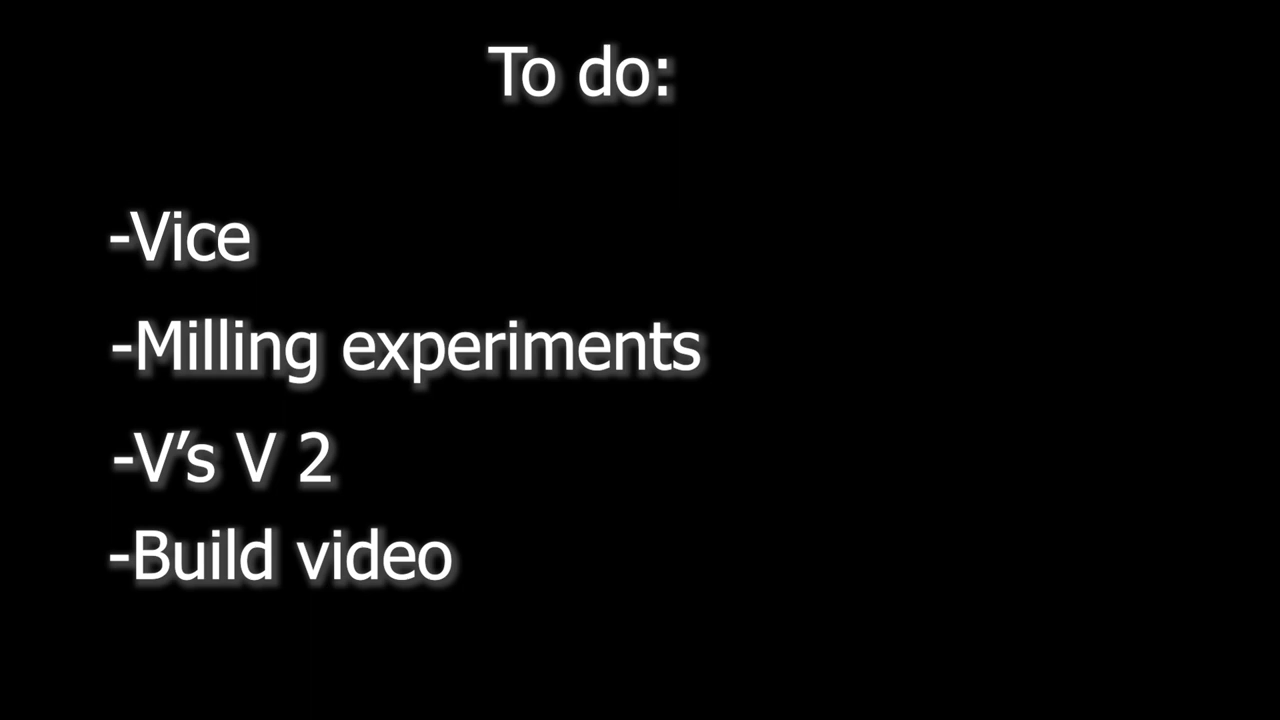 To do:
-Vice
-Milling experiments
-V’s V 2
-Build video